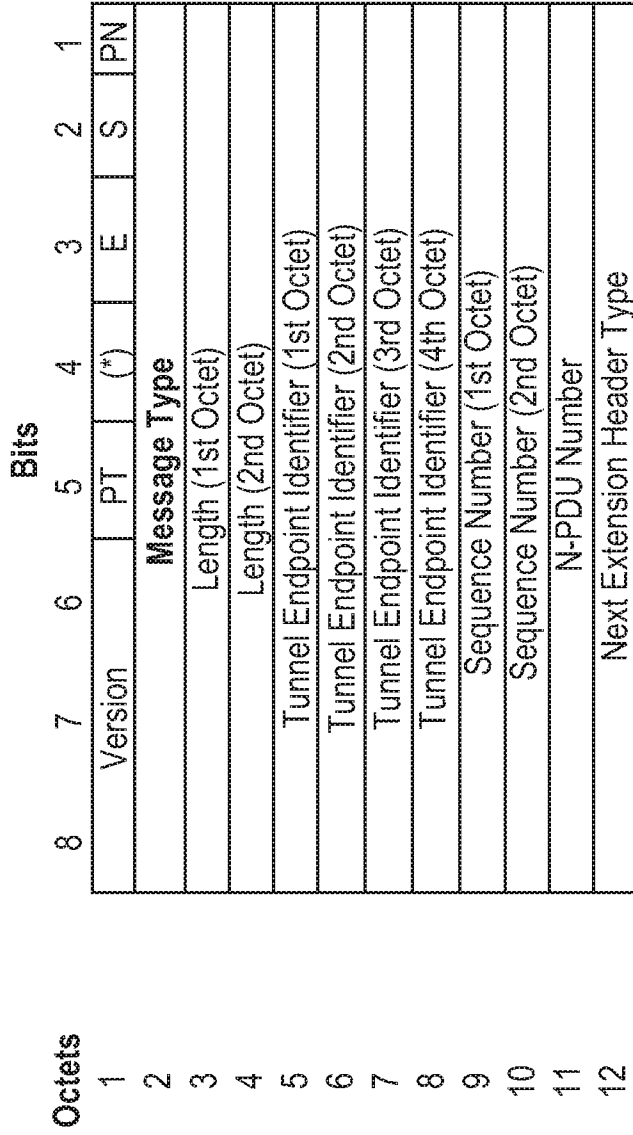 Bits
Octets 8 7 6 5 4 3 2 1
1 Version PT (*) E S PN
2 Message Type
3 Length (1st Octet)
4 Length (2nd Octet)
5 Tunnel Endpoint Identifier (1st Octet)
6 Tunnel Endpoint Identifier (2nd Octet)
7 Tunnel Endpoint Identifier (3rd Octet)
8 Tunnel Endpoint Identifier (4th Octet)
9 Sequence Number (1st Octet)
10 Sequence Number (2nd Octet)
11 N-PDU Number
12 Next Extension Header Type